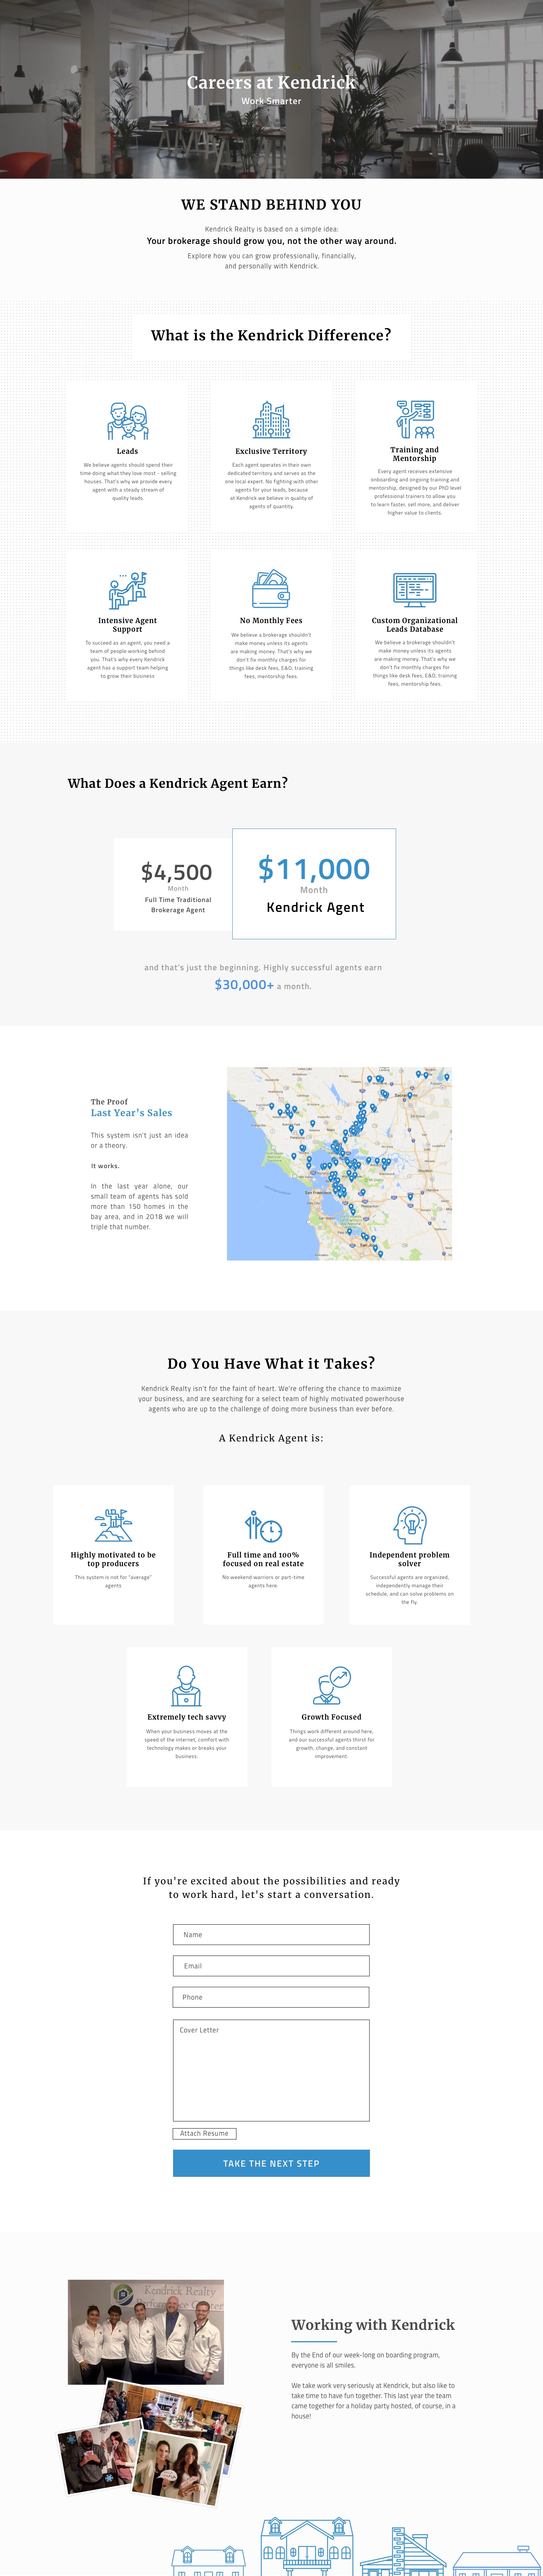 Careers at Kendrick
Work Smarter
WE STAND BEHIND YOU
Kendrick Realty is based on a simple idea:
Your brokerage should grow you, not the other way around.
Explore how you can grow professionally, financially,
and personally with Kendrick.
What is the Kendrick Difference?
Leads
We believe agents should spend their
time doing what they love most - selling
houses. That's why we provide every
agent with a steady stream of
quality leads.
Exclusive Territory
Each agent operates in their own
dedicated territory and serves as the
one local expert. No fighting with other
agents for your leads, because
at Kendrick we believe in quality of
agents of quantity.
Training and
Mentorship
Every agent receives extensive
onboarding and ongoing training and
mentorship, designed by our PhD level
professional trainers to allow you
to learn faster, sell more, and deliver
higher value to clients.
Intensive Agent
Support
To succeed as an agent, you need a
team of people working behind
you. That's why every Kendrick
agent has a support team helping
to grow their business
No Monthly Fees
We believe a brokerage shouldn't
make money unless its agents
are making money. That's why we
don't fix monthly charges for
things like desk fees, E&O, training
fees, mentorship fees.
Custom Organizational
Leads Database
We believe a brokerage shouldn't
make money unless its agents
are making money. That's why we
don't fix monthly charges for
things like desk fees, E&O, training
fees, mentorship fees.
What Does a Kendrick Agent Earn?
$4,500
Month
Full Time Traditional
Brokerage Agent
$11,000
Month
Kendrick Agent
and that's just the beginning. Highly successful agents earn
$30,000+ a month.
The Proof
Last Year's Sales
This system isn't just an idea
or a theory.
It works.
In the last year alone, our
small team of agents has sold
more than 150 homes in the
bay area, and in 2018 we will
triple that number.
Sacramento
San Francisco
San Jose
Do You Have What it Takes?
Kendrick Realty isn't for the faint of heart. We're offering the chance to maximize
your business, and are searching for a select team of highly motivated powerhouse
agents who are up to the challenge of doing more business than ever before.
A Kendrick Agent is:
Highly motivated to be
top producers
This system is not for "average"
agents
Full time and 100%
focused on real estate
No weekend warriors or part-time
agents here.
Independent problem
solver
Successful agents are organized,
independently manage their
schedule, and can solve problems on
the fly.
Extremely tech savvy
When your business moves at the
speed of the internet, comfort with
technology makes or breaks your
business.
Growth Focused
Things work different around here,
and our successful agents thirst for
growth, change, and constant
improvement.
If you're excited about the possibilities and ready
to work hard, let's start a conversation.
Name
Email
Phone
Cover Letter
Attach Resume
TAKE THE NEXT STEP
Kendrick Realty
Performance Center
Working with Kendrick
By the End of our week-long on boarding program,
everyone is all smiles.
We take work very seriously at Kendrick, but also like to
take time to have fun together. This last year the team
came together for a holiday party hosted, of course, in a
house!